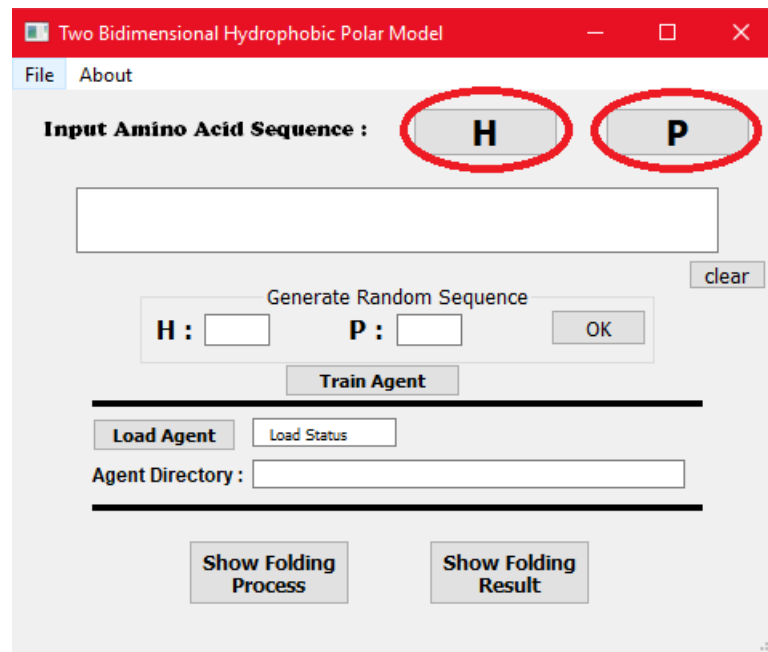 Two Bidimensional Hydrophobic Polar Model
File About
Input Amino Acid Sequence : H P
clear
Generate Random Sequence
H : P : OK
Train Agent
Load Agent Load Status
Agent Directory :
Show Folding Process
Show Folding Result